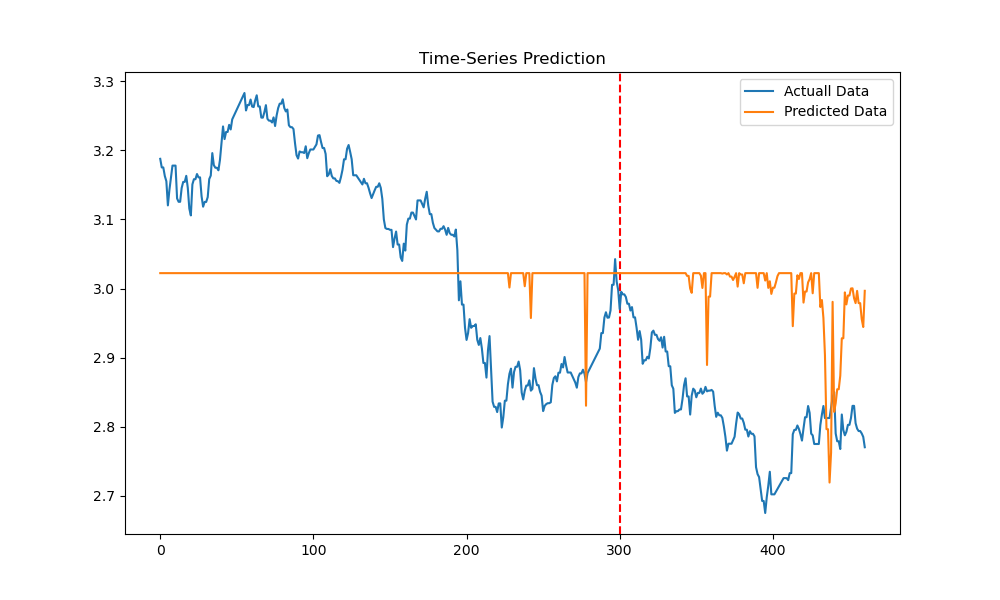 Time-Series Prediction
Actuall Data
Predicted Data
3.3
3.2
3.1
3.0
2.9
2.8
2.7
0 100 200 300 400